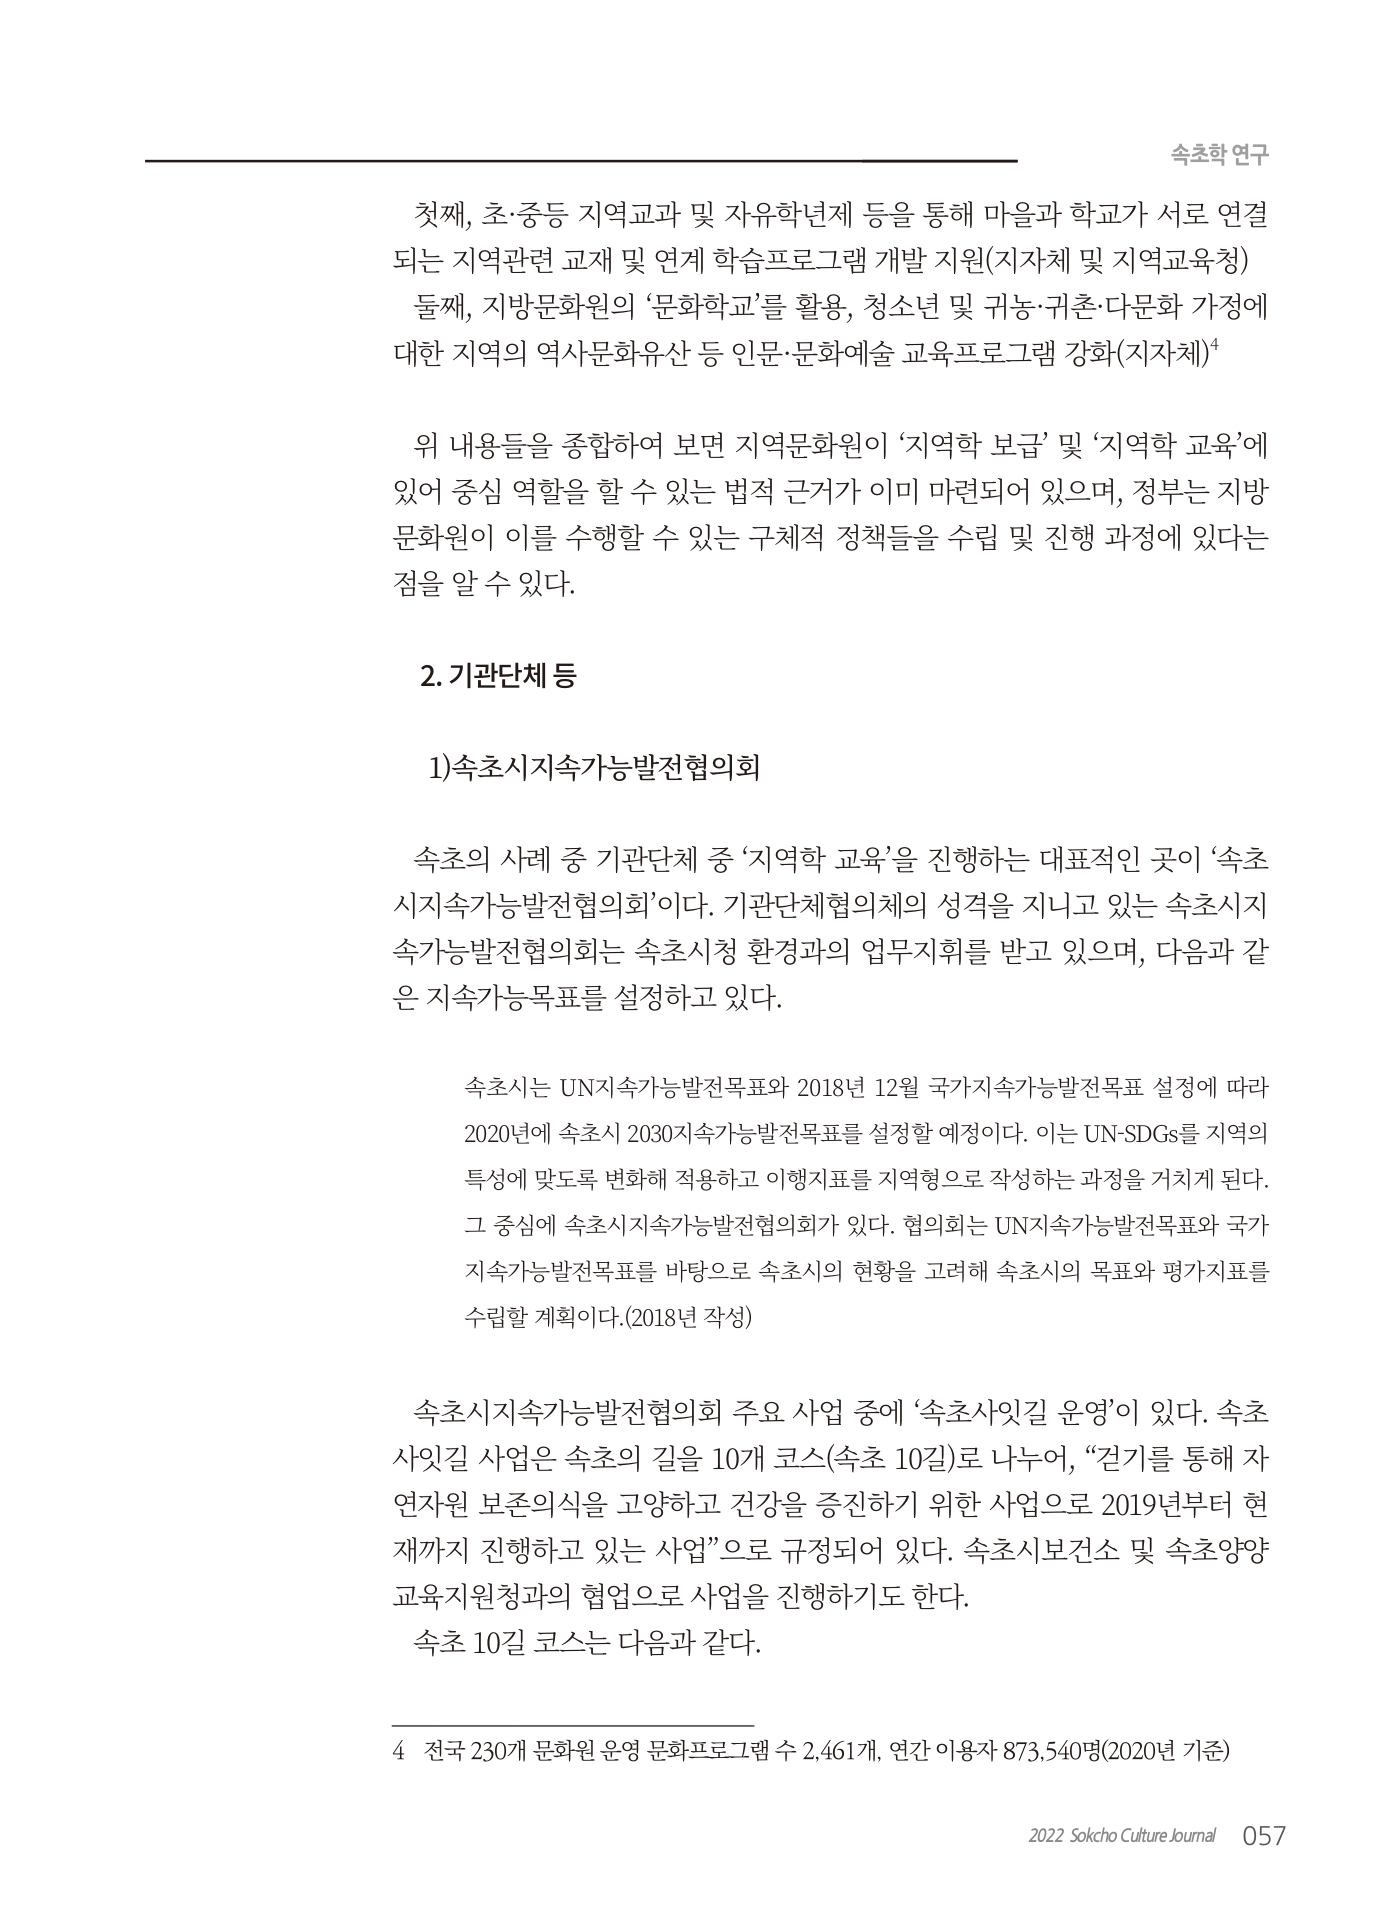 속초학 연구
첫째, 초·중등 지역교과 및 자유학년제 등을 통해 마을과 학교가 서로 연결
되는 지역관련 교재 및 연계 학습프로그램 개발 지원(지자체 및 지역교육청)
둘째, 지방문화원의 ‘문화학교’를 활용, 청소년 및 귀농·귀촌·다문화 가정에
대한 지역의 역사문화유산 등 인문·문화예술 교육프로그램 강화(지자체)4
위 내용들을 종합하여 보면 지역문화원이 ‘지역학 보급’ 및 ‘지역학 교육’에
있어 중심 역할을 할 수 있는 법적 근거가 이미 마련되어 있으며, 정부는 지방
문화원이 이를 수행할 수 있는 구체적 정책들을 수립 및 진행 과정에 있다는
점을 알 수 있다.
2. 기관단체 등
1)속초시지속가능발전협의회
속초의 사례 중 기관단체 중 ‘지역학 교육’을 진행하는 대표적인 곳이 ‘속초
시지속가능발전협의회’이다. 기관단체협의체의 성격을 지니고 있는 속초시지
속가능발전협의회는 속초시청 환경과의 업무지휘를 받고 있으며, 다음과 같
은 지속가능목표를 설정하고 있다.
속초시는 UN지속가능발전목표와 2018년 12월 국가지속가능발전목표 설정에 따라
2020년에 속초시 2030지속가능발전목표를 설정할 예정이다. 이는 UN-SDGs를 지역의
특성에 맞도록 변화해 적용하고 이행지표를 지역형으로 작성하는 과정을 거치게 된다.
그 중심에 속초시지속가능발전협의회가 있다. 협의회는 UN지속가능발전목표와 국가
지속가능발전목표를 바탕으로 속초시의 현황을 고려해 속초시의 목표와 평가지표를
수립할 계획이다.(2018년 작성)
속초시지속가능발전협의회 주요 사업 중에 ‘속초사잇길 운영’이 있다. 속초
사잇길 사업은 속초의 길을 10개 코스(속초 10길)로 나누어, “걷기를 통해 자
연자원 보존의식을 고양하고 건강을 증진하기 위한 사업으로 2019년부터 현
재까지 진행하고 있는 사업”으로 규정되어 있다. 속초시보건소 및 속초양양
교육지원청과의 협업으로 사업을 진행하기도 한다.
속초 10길 코스는 다음과 같다.
4 전국 230개 문화원 운영 문화프로그램 수 2,461개, 연간 이용자 873,540명(2020년 기준)
2022 Sokcho Culture Journal 057